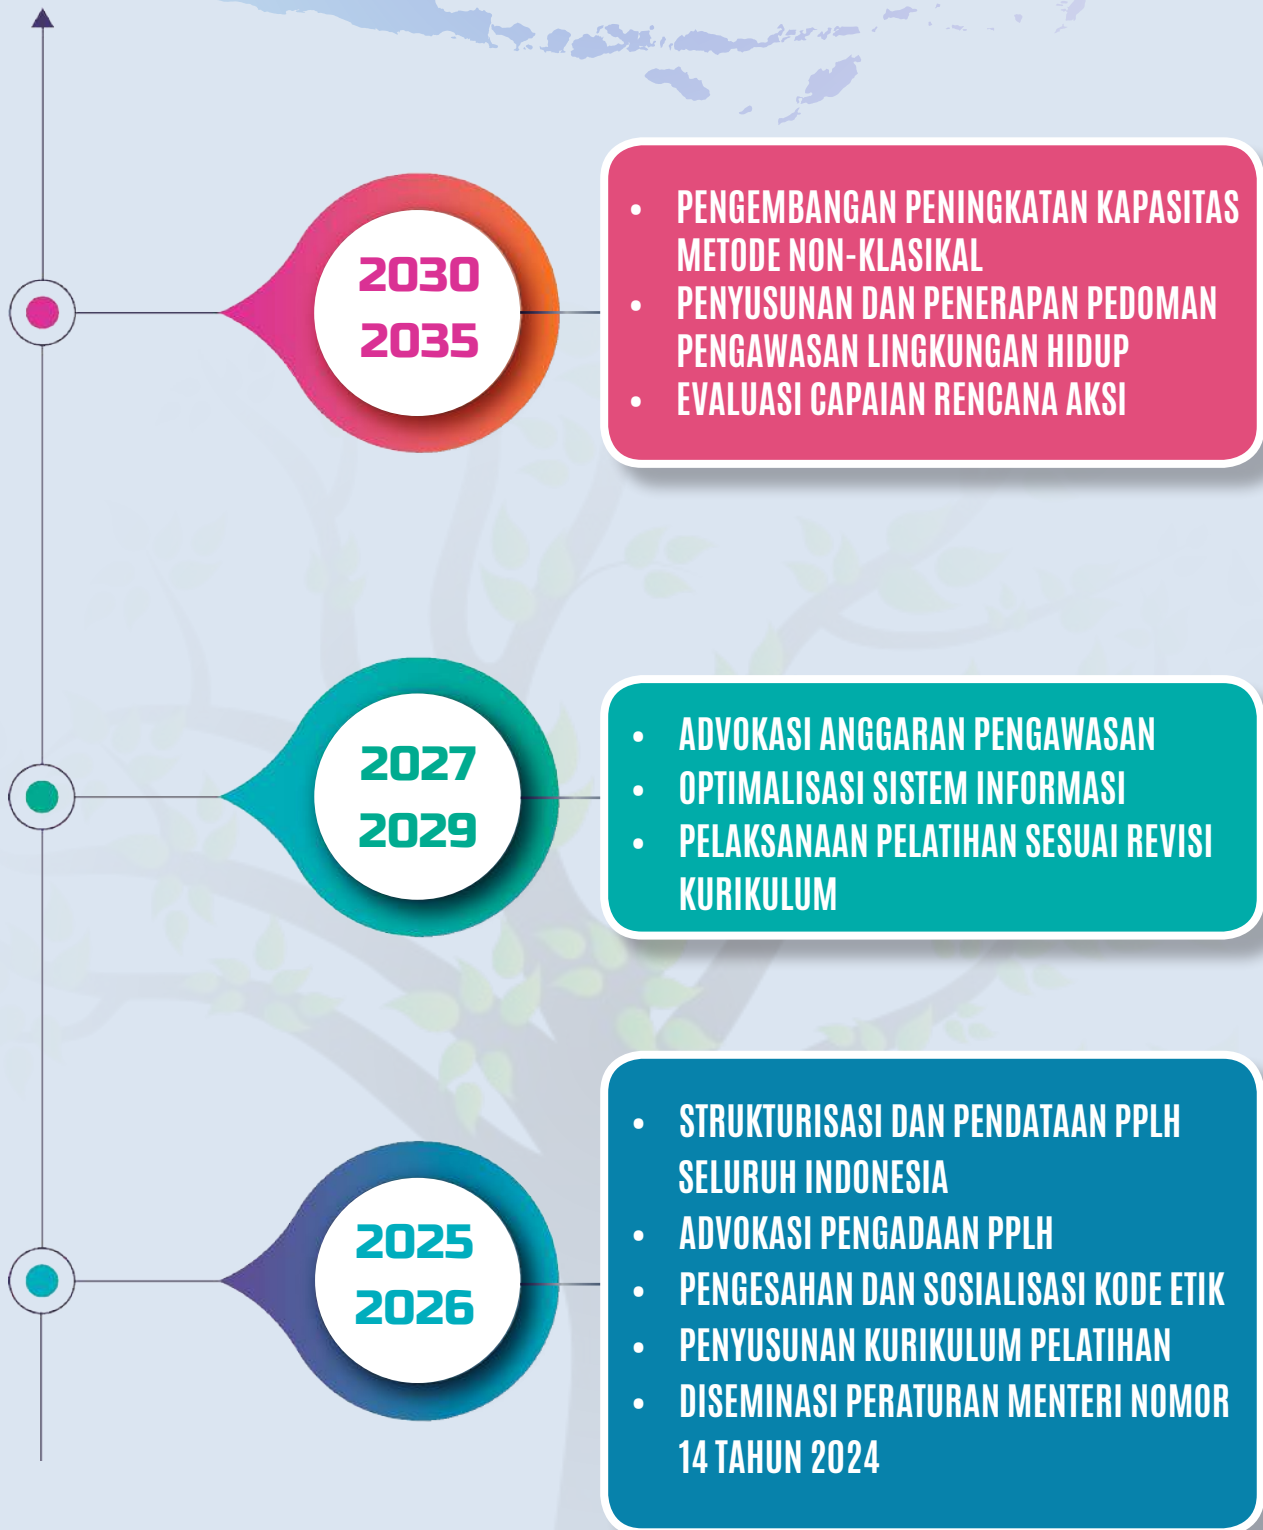 2030
2035
• PENGEMBANGAN PENINGKATAN KAPASITAS
METODE NON-KLASIKAL
• PENYUSUNAN DAN PENERAPAN PEDOMAN
PENGAWASAN LINGKUNGAN HIDUP
• EVALUASI CAPAIAN RENCANA AKSI
2027
2029
• ADVOKASI ANGGARAN PENGAWASAN
• OPTIMALISASI SISTEM INFORMASI
• PELAKSANAAN PELATIHAN SESUAI REVISI
KURIKULUM
2025
2026
• STRUKTURISASI DAN PENDATAAN PPLH
SELURUH INDONESIA
• ADVOKASI PENGADAAN PPLH
• PENGESAHAN DAN SOSIALISASI KODE ETIK
• PENYUSUNAN KURIKULUM PELATIHAN
• DISEMINASI PERATURAN MENTERI NOMOR
14 TAHUN 2024